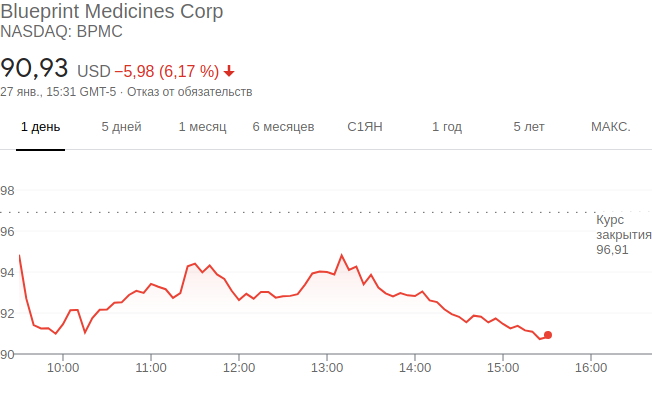 Blueprint Medicines Corp
NASDAQ: BPMC
90,93 USD −5,98 (6,17 %)
27 янв., 15:31 GMT-5 · Отказ от обязательств
1 день 5 дней 1 месяц 6 месяцев С1ЯН 1 год 5 лет МАКС.
98
96
94
92
90
Курс
закрытия
96,91
10:00 11:00 12:00 13:00 14:00 15:00 16:00